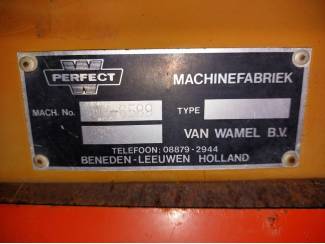 PERFECT
W
MACHINEFABRIEK
MACH. No.
TYPE
VAN WAMEL B.V.
TELEFOON: 08879-2944
BENEDEN-LEEUWEN HOLLAND